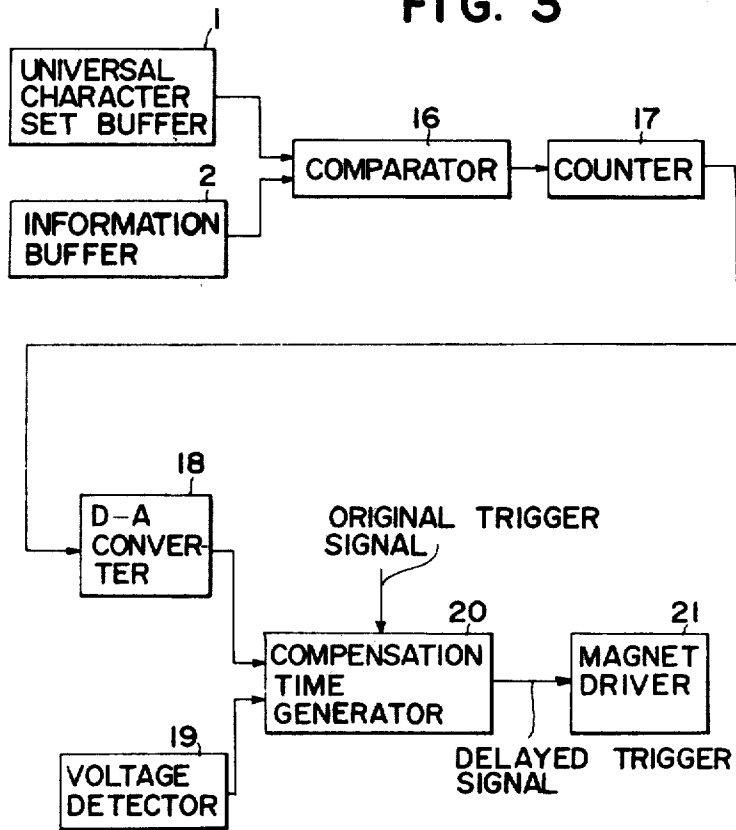 FIG. 3
1
UNIVERSAL
CHARACTER
SET BUFFER
2
INFORMATION
BUFFER
16
COMPARATOR
17
COUNTER
18
D-A
CONVER-
TER
ORIGINAL TRIGGER
SIGNAL
19
VOLTAGE
DETECTOR
20
COMPENSATION
TIME
GENERATOR
21
MAGNET
DRIVER
DELAYED TRIGGER
SIGNAL